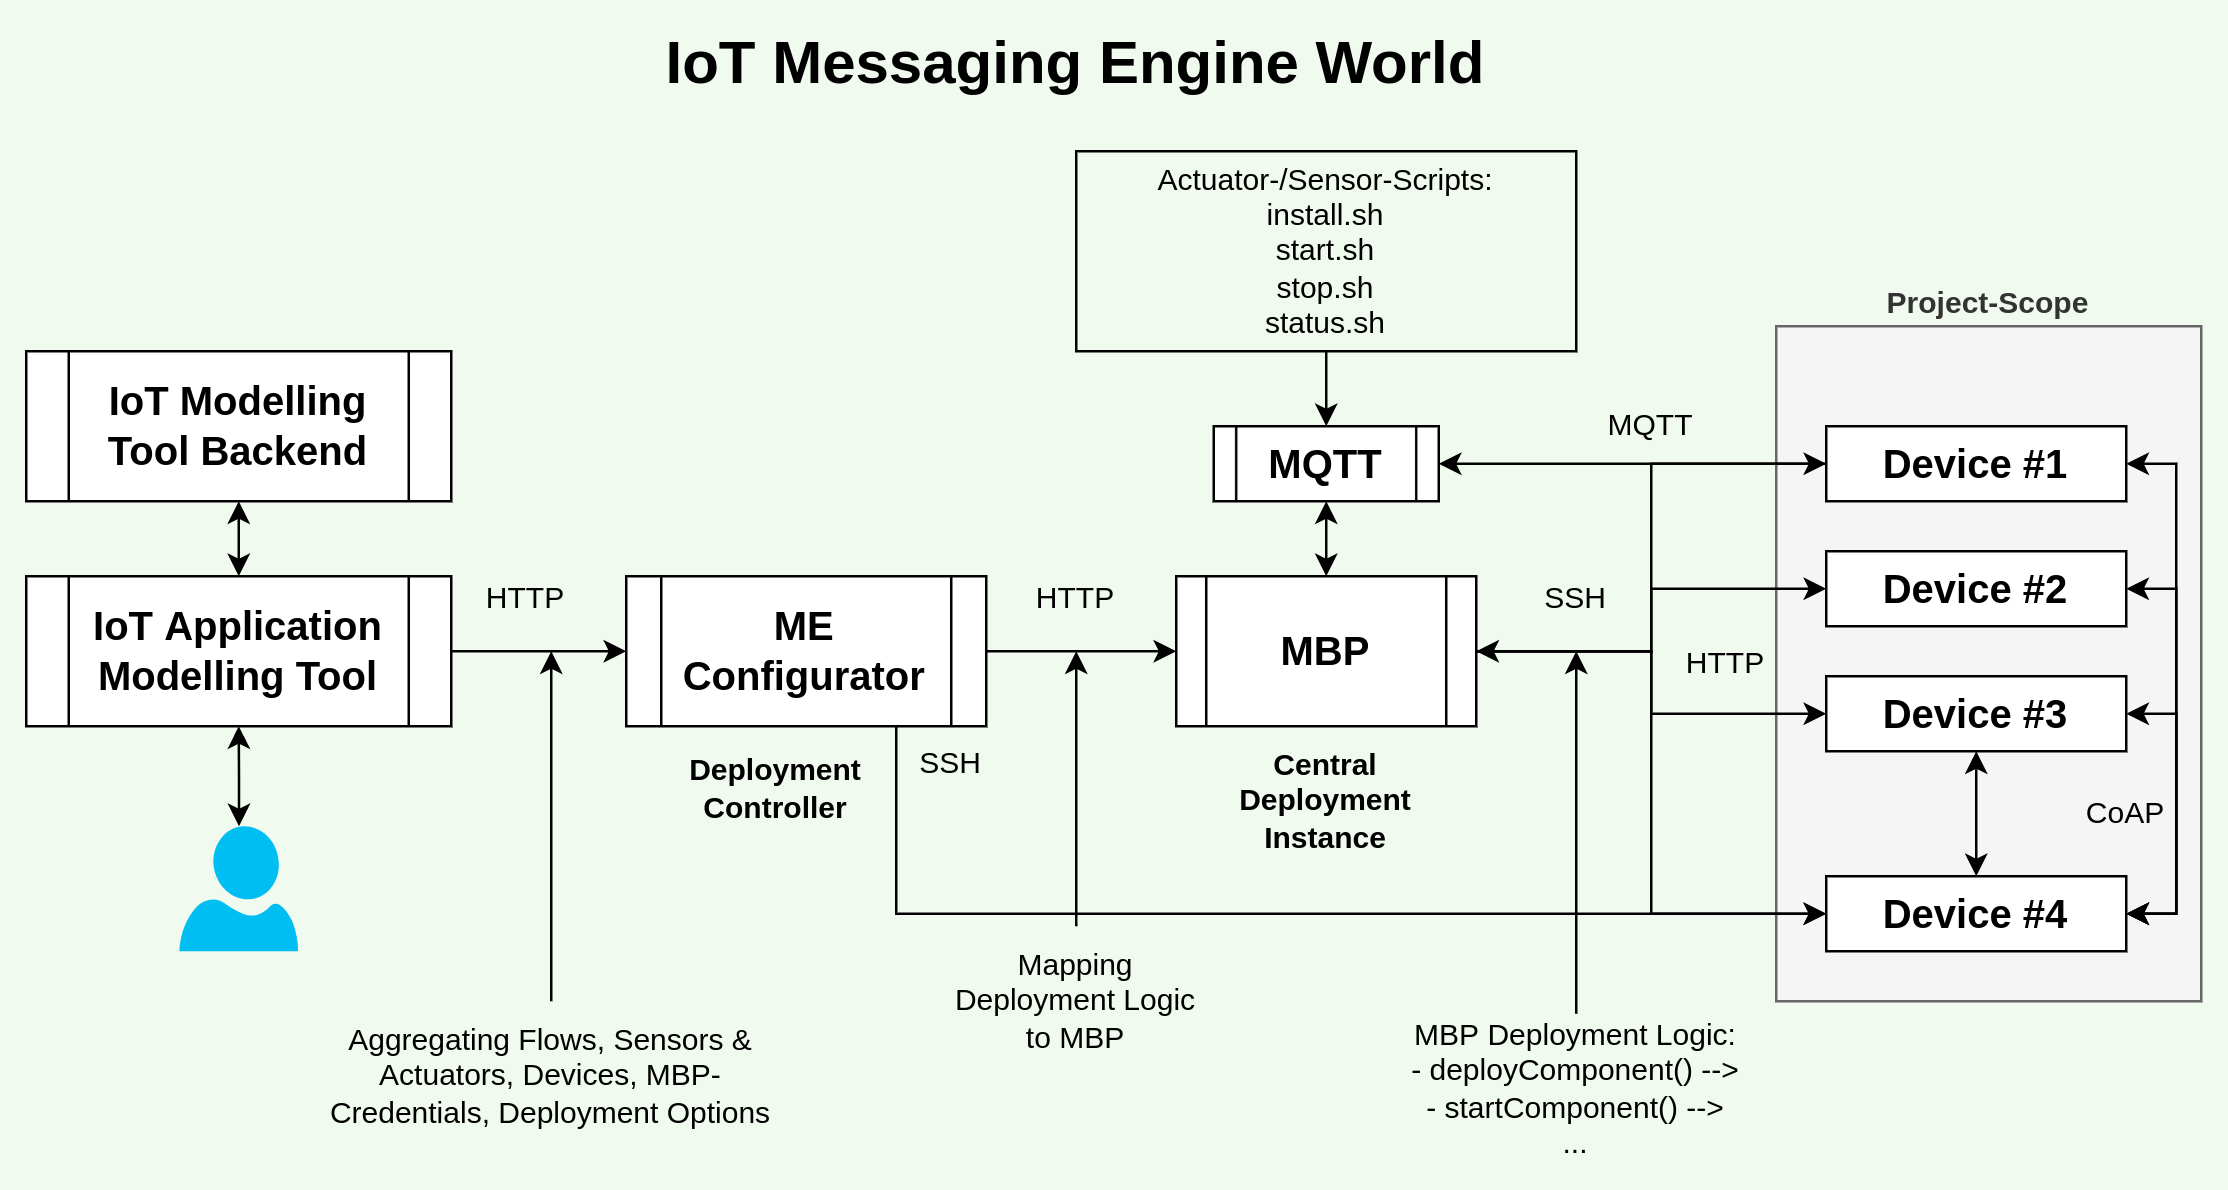 IoT Messaging Engine World
Actuator-/Sensor-Scripts:
install.sh
start.sh
stop.sh
status.sh
Project-Scope
IoT Modelling
Tool Backend
MQTT
MQTT
Device #1
Device #2
IoT Application
Modelling Tool
HTTP
ME
Configurator
HTTP
MBP
SSH
HTTP
Device #3
Deployment
Controller
SSH
Central
Deployment
Instance
CoAP
Device #4
Mapping
Deployment Logic
to MBP
Aggregating Flows, Sensors &
Actuators, Devices, MBP-
Credentials, Deployment Options
MBP Deployment Logic:
- deployComponent() -->
- startComponent() -->
...